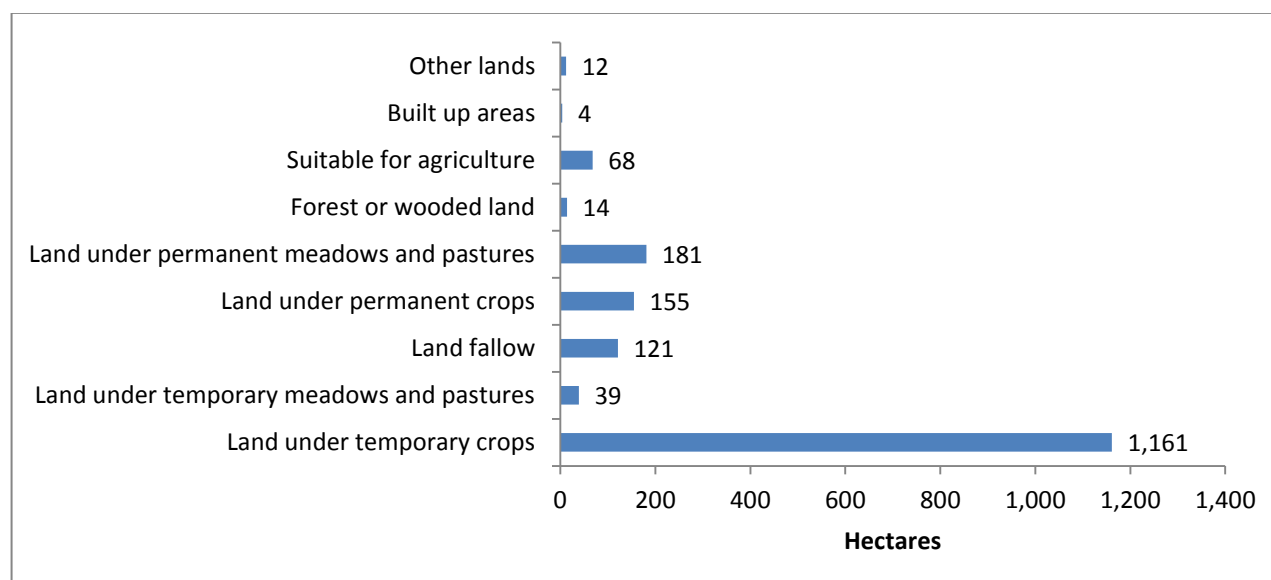 Other lands 12
Built up areas 4
Suitable for agriculture 68
Forest or wooded land 14
Land under permanent meadows and pastures 181
Land under permanent crops 155
Land fallow 121
Land under temporary meadows and pastures 39
Land under temporary crops 1,161
0 200 400 600 800 1,000 1,200 1,400
Hectares